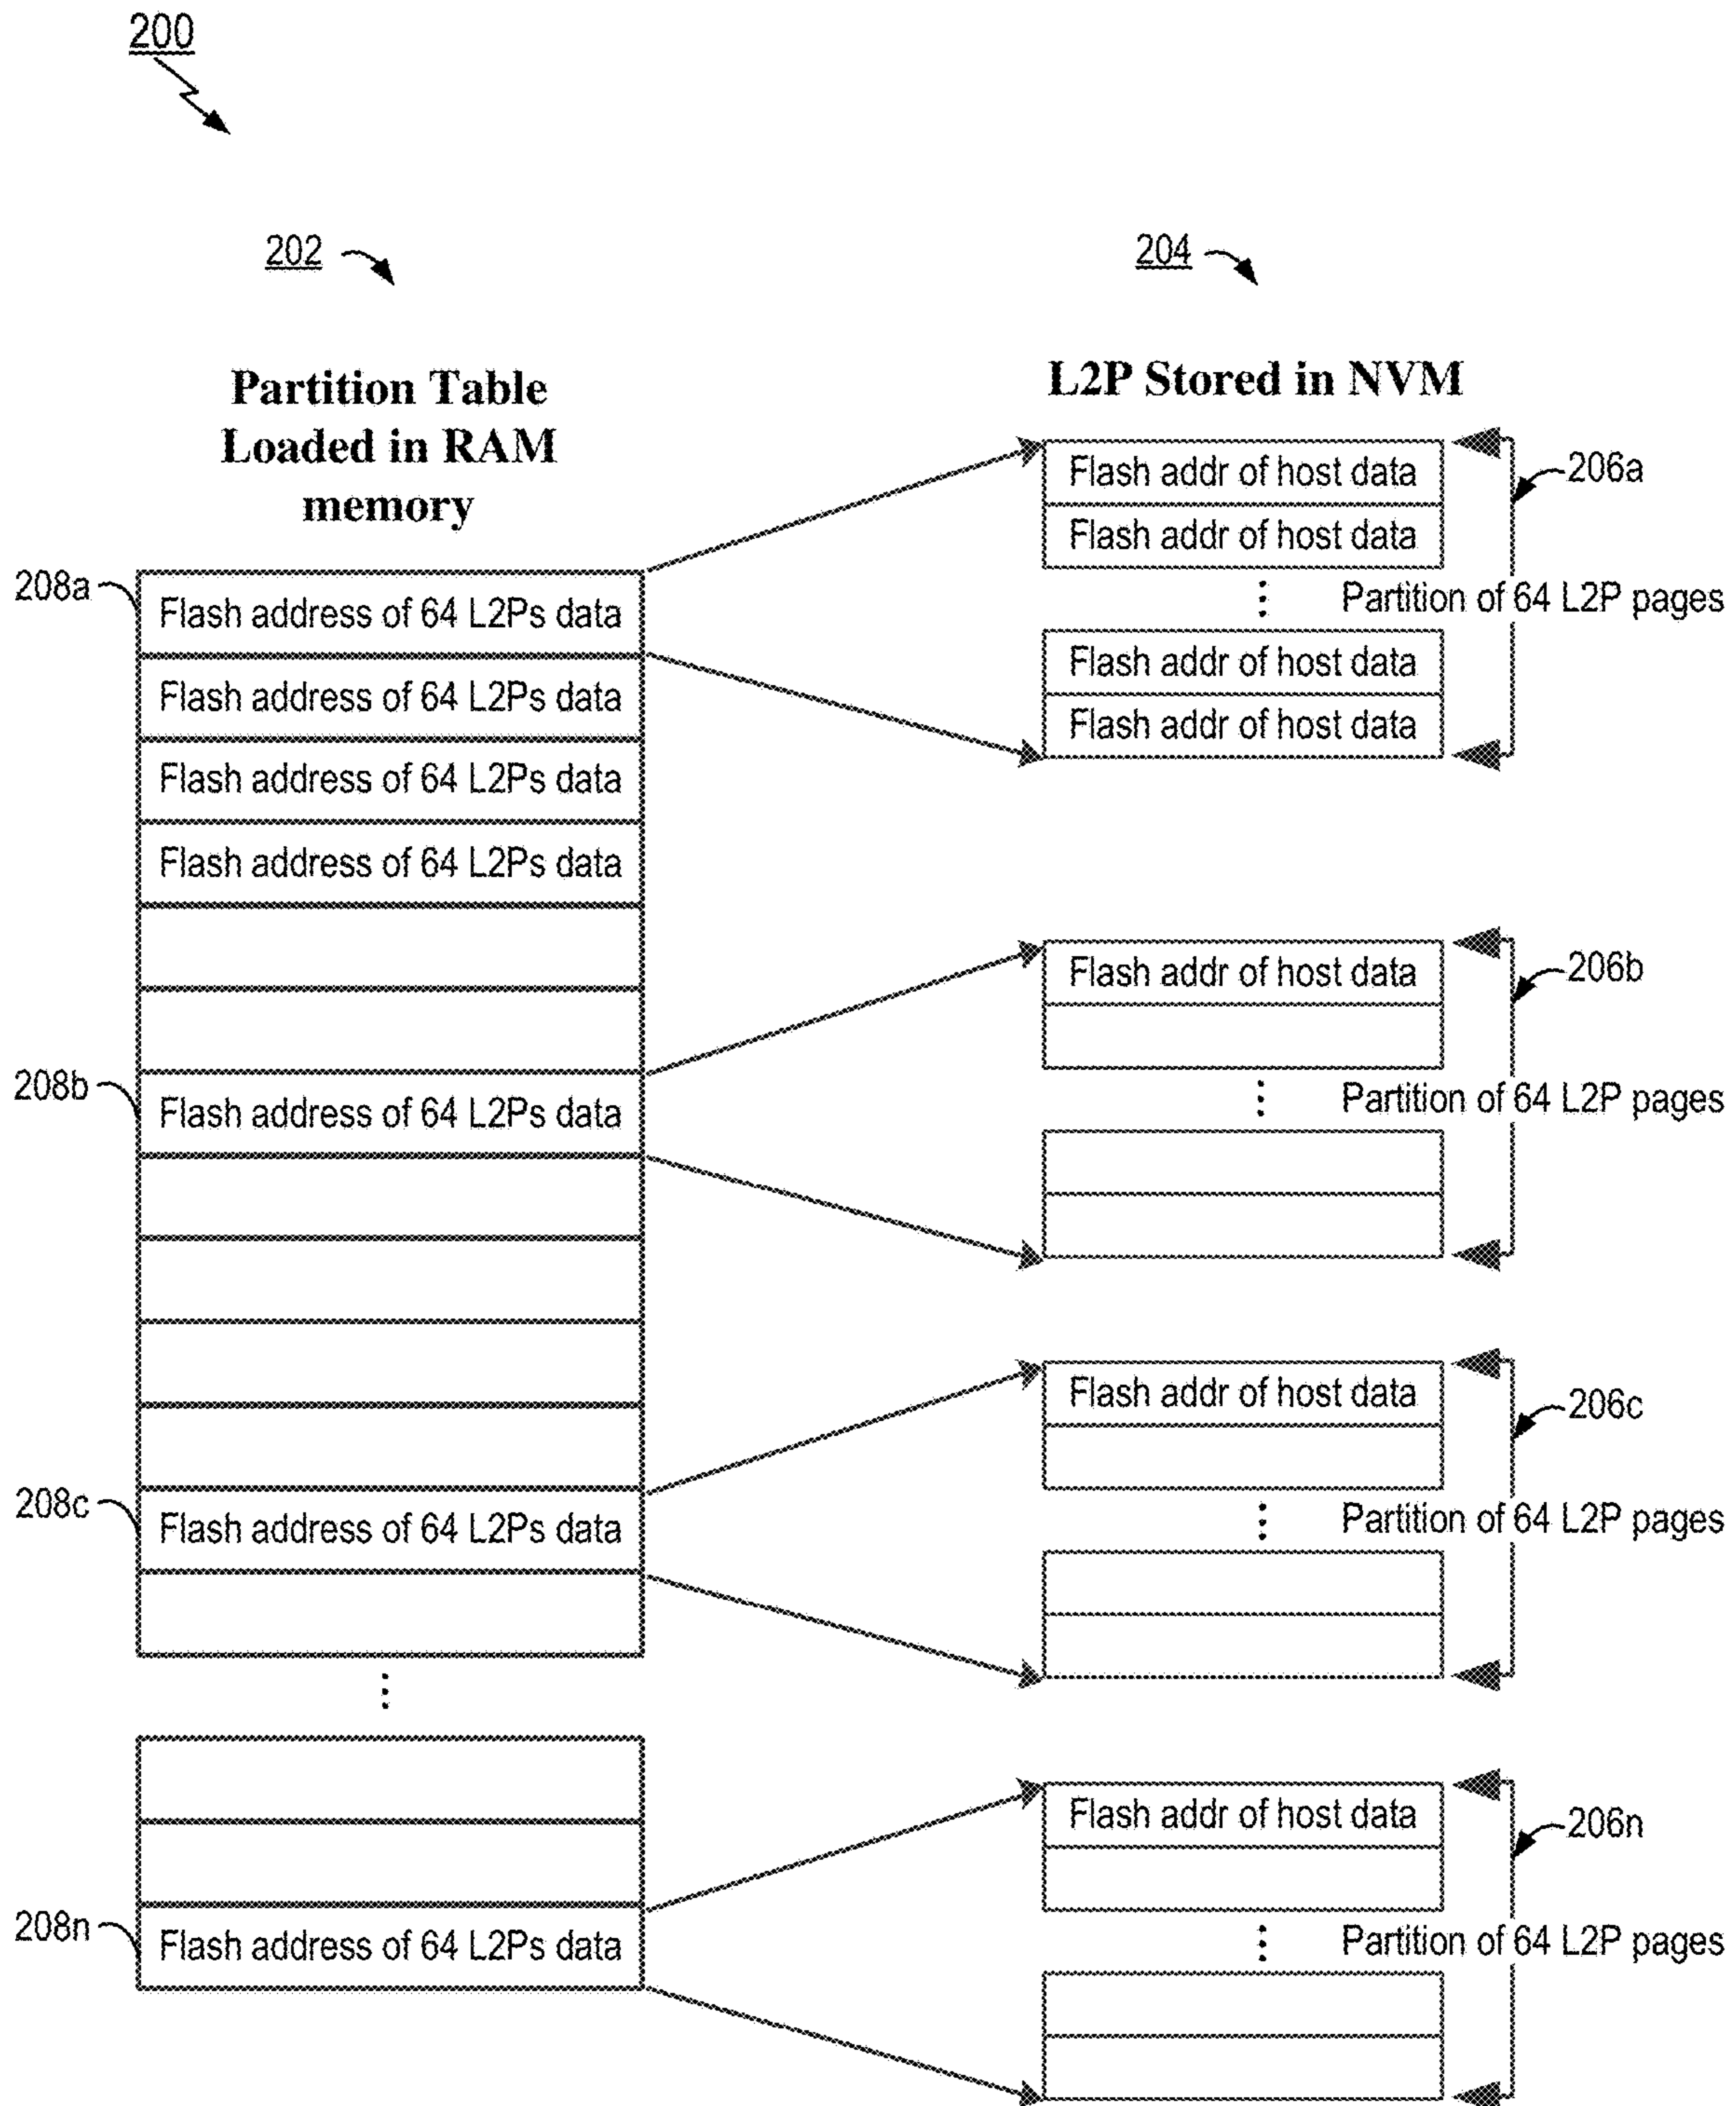 200
202
204
Partition Table
Loaded in RAM
memory
L2P Stored in NVM
208a
Flash address of 64 L2Ps data
Flash address of 64 L2Ps data
Flash address of 64 L2Ps data
Flash address of 64 L2Ps data
208b
Flash address of 64 L2Ps data
208c
Flash address of 64 L2Ps data
⋮
208n
Flash address of 64 L2Ps data
Flash addr of host data
206a
Flash addr of host data
⋮
Partition of 64 L2P pages
Flash addr of host data
Flash addr of host data
Flash addr of host data
206b
⋮
Partition of 64 L2P pages
Flash addr of host data
206c
⋮
Partition of 64 L2P pages
Flash addr of host data
206n
⋮
Partition of 64 L2P pages